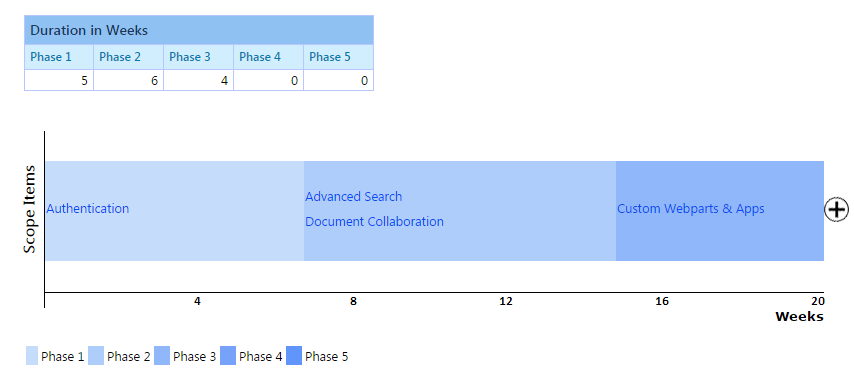 Duration in Weeks
Phase 1 Phase 2 Phase 3 Phase 4 Phase 5
5 6 4 0 0
Scope Items
Authentication
Advanced Search
Document Collaboration
Custom Webparts & Apps
4 8 12 16 20
Weeks
Phase 1 Phase 2 Phase 3 Phase 4 Phase 5